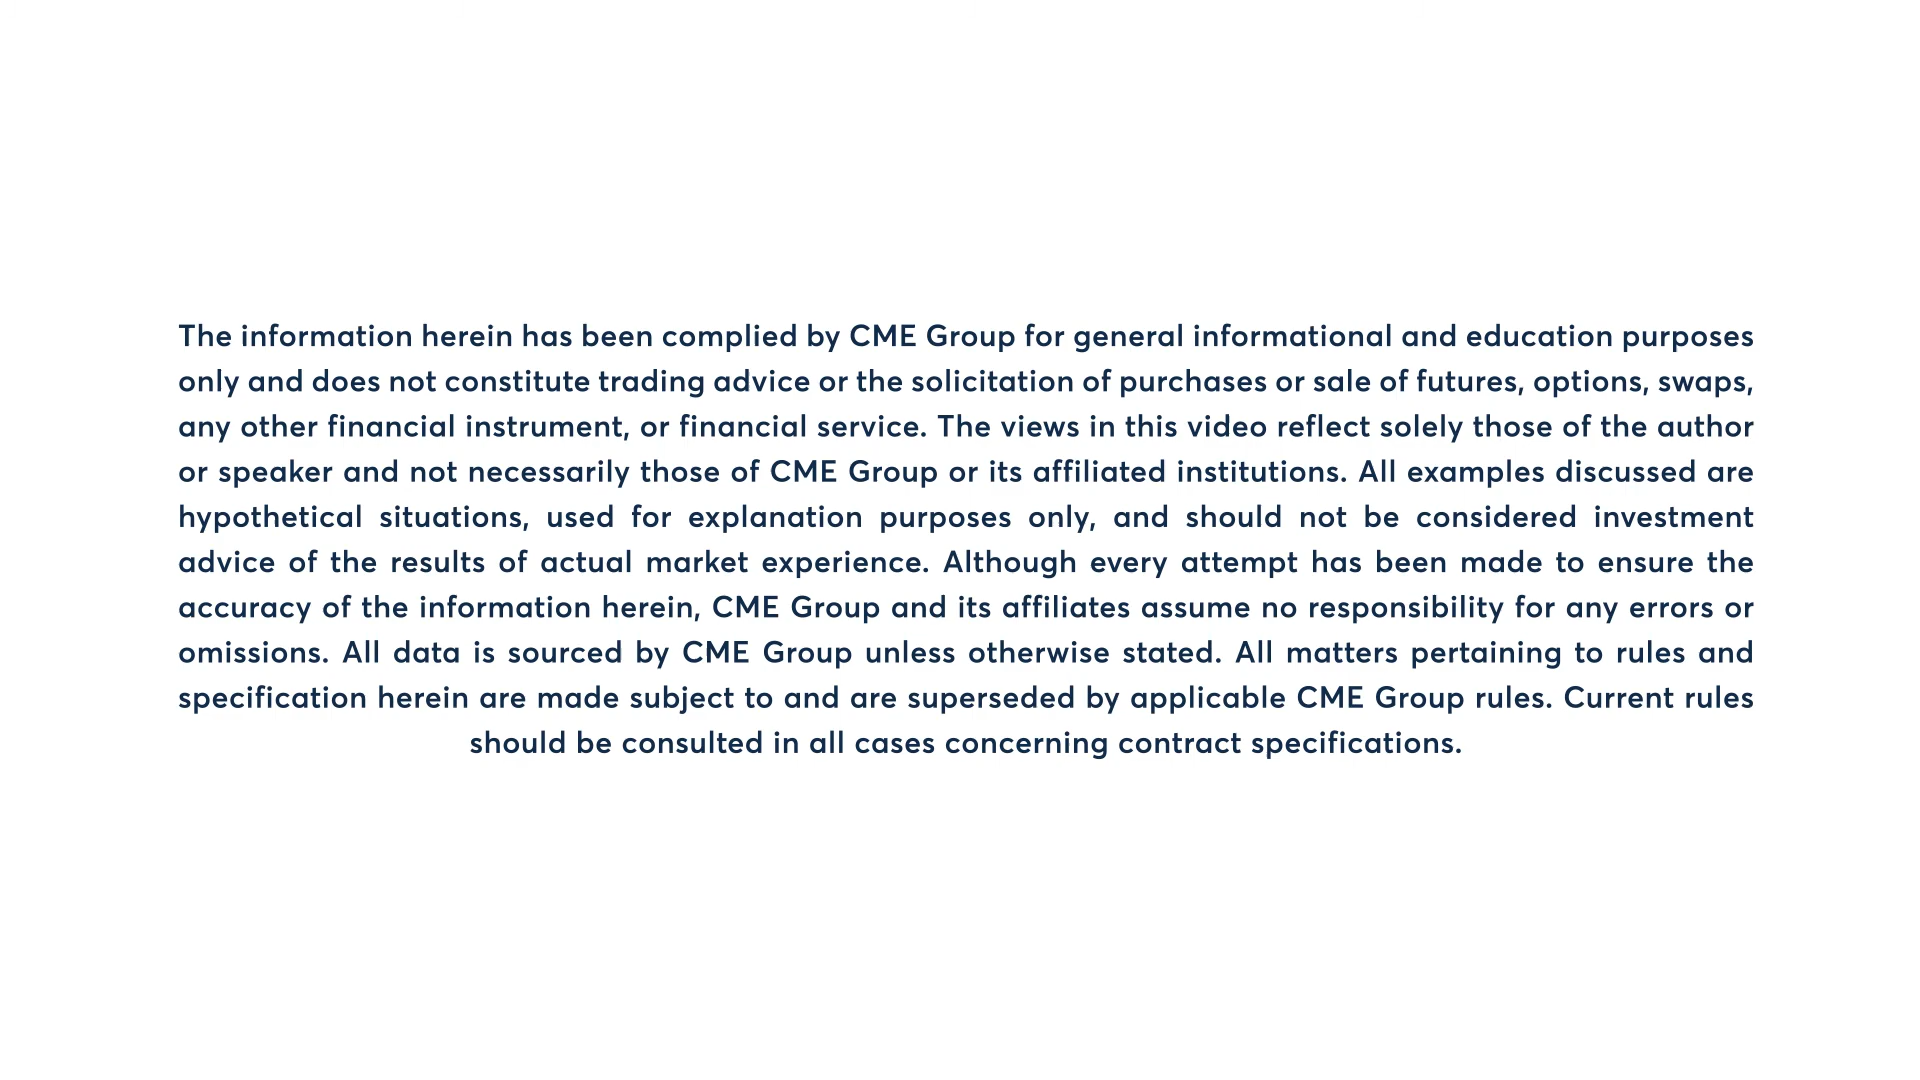 The information herein has been complied by CME Group for general informational and education purposes
only and does not constitute trading advice or the solicitation of purchases or sale of futures, options, swaps,
any other financial instrument, or financial service. The views in this video reflect solely those of the author
or speaker and not necessarily those of CME Group or its affiliated institutions. All examples discussed are
hypothetical situations, used for explanation purposes only, and should not be considered investment
advice of the results of actual market experience. Although every attempt has been made to ensure the
accuracy of the information herein, CME Group and its affiliates assume no responsibility for any errors or
omissions. All data is sourced by CME Group unless otherwise stated. All matters pertaining to rules and
specification herein are made subject to and are superseded by applicable CME Group rules. Current rules
should be consulted in all cases concerning contract specifications.